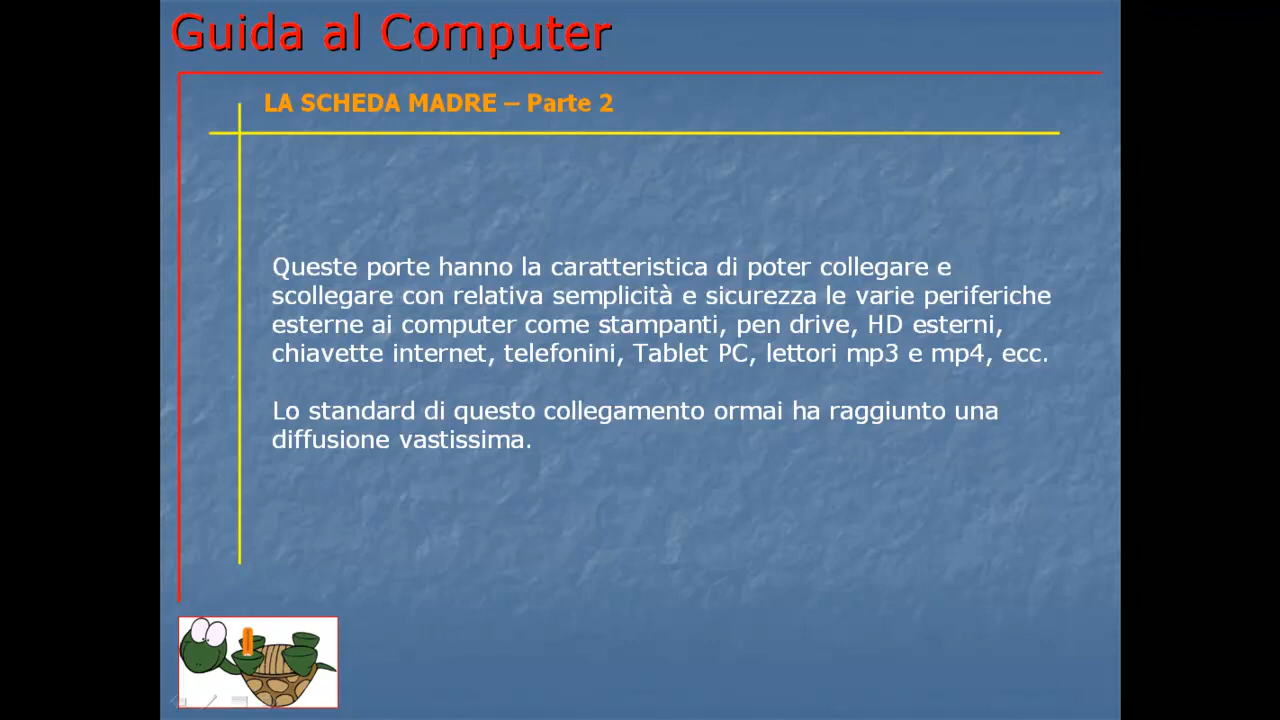 Guida al Computer
LA SCHEDA MADRE – Parte 2
Queste porte hanno la caratteristica di poter collegare e
scollegare con relativa semplicità e sicurezza le varie periferiche
esterne ai computer come stampanti, pen drive, HD esterni,
chiavette internet, telefonini, Tablet PC, lettori mp3 e mp4, ecc.
Lo standard di questo collegamento ormai ha raggiunto una
diffusione vastissima.